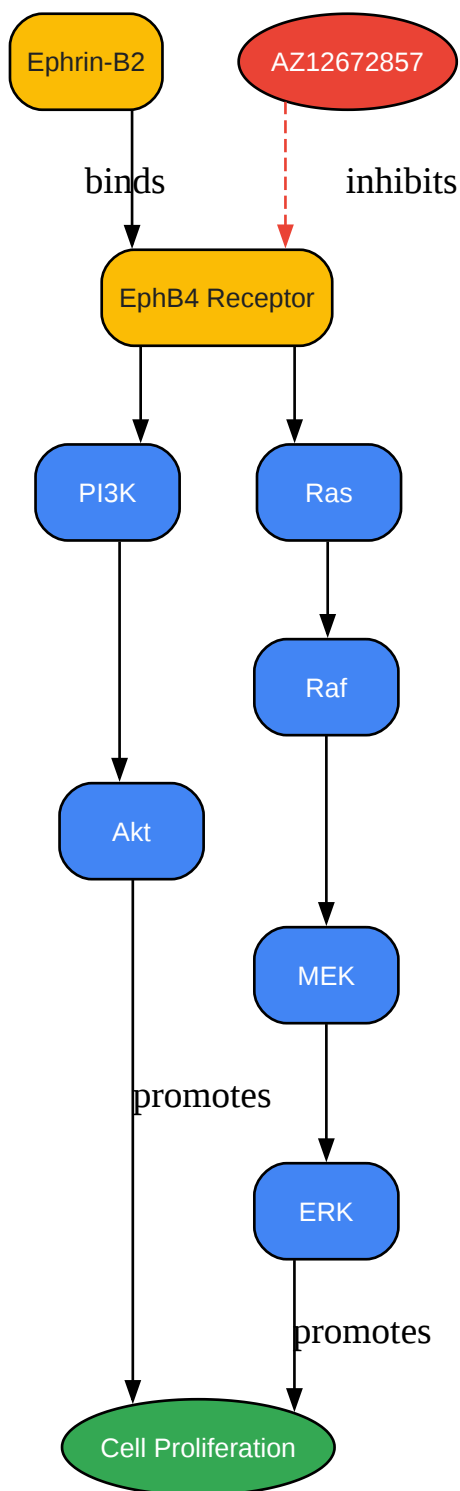 Ephrin-B2
AZ12672857
binds
inhibits
EphB4 Receptor
PI3K
Ras
Raf
Akt
MEK
promotes
ERK
promotes
Cell Proliferation